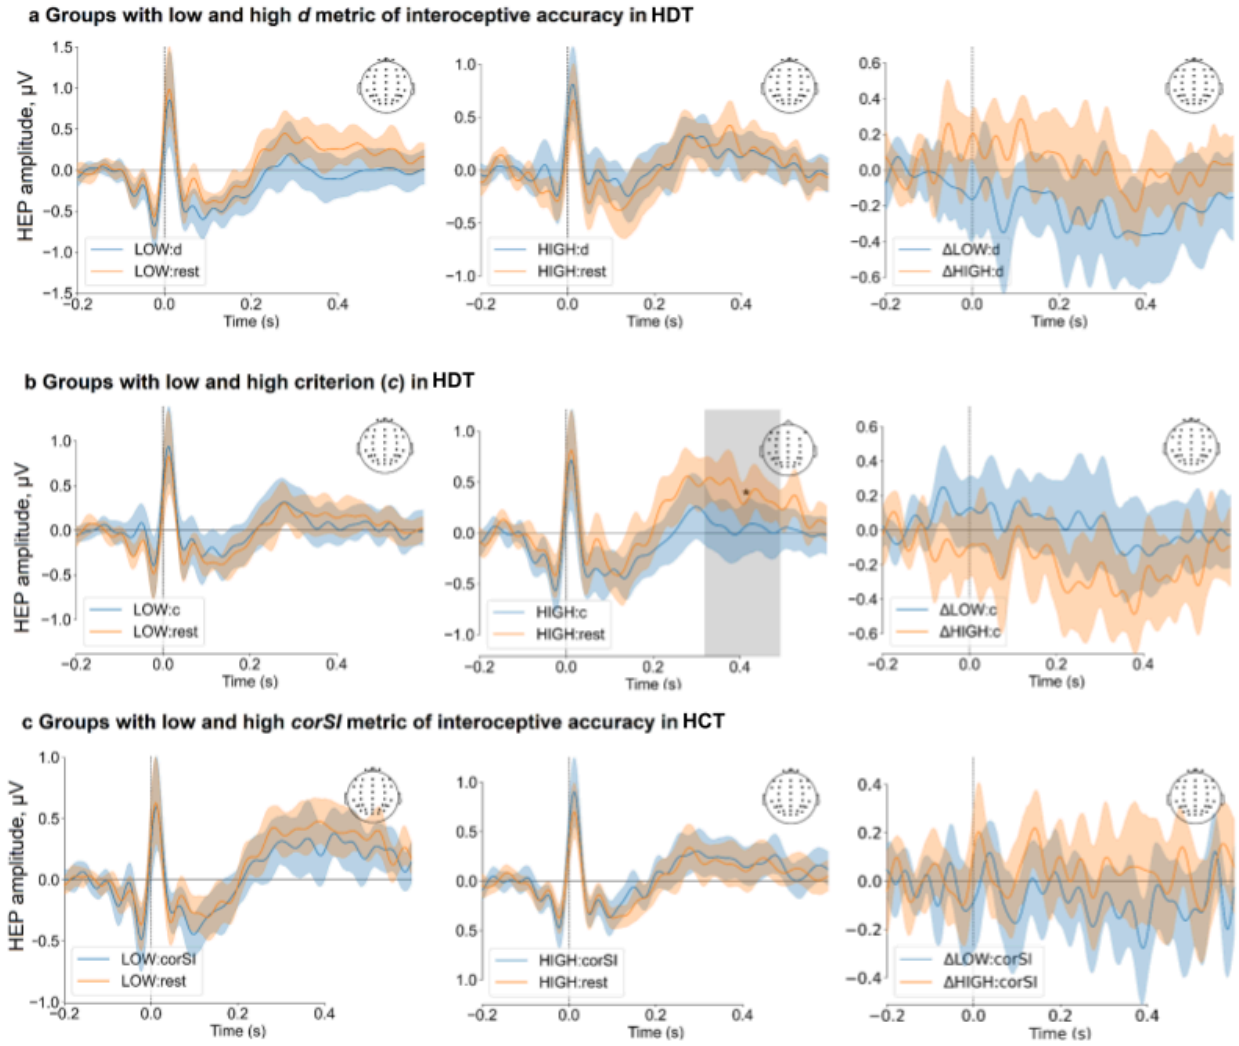 a Groups with low and high d metric of interoceptive accuracy in HDT
HEP amplitude, µV
1.5
1.0
0.5
0.0
−0.5
−1.0
−1.5
−0.2 0.0 0.2 0.4
Time (s)
LOW:d
LOW:rest
1.0
0.5
0.0
−0.5
−1.0
−0.2 0.0 0.2 0.4
Time (s)
HIGH:d
HIGH:rest
0.6
0.4
0.2
0.0
−0.2
−0.4
−0.6
−0.2 0.0 0.2 0.4
Time (s)
ΔLOW:d
ΔHIGH:d
b Groups with low and high criterion (c) in HDT
HEP amplitude, µV
1.0
0.5
0.0
−0.5
−1.0
−0.2 0.0 0.2 0.4
Time (s)
LOW:c
LOW:rest
1.0
0.5
0.0
−0.5
−1.0
*
−0.2 0.0 0.2 0.4
Time (s)
HIGH:c
HIGH:rest
0.6
0.4
0.2
0.0
−0.2
−0.4
−0.6
−0.2 0.0 0.2 0.4
Time (s)
ΔLOW:c
ΔHIGH:c
c Groups with low and high corSI metric of interoceptive accuracy in HCT
HEP amplitude, µV
1.0
0.5
0.0
−0.5
−1.0
−0.2 0.0 0.2 0.4
Time (s)
LOW:corSI
LOW:rest
1.0
0.5
0.0
0.5
1.0
−0.2 0.0 0.2 0.4
Time (s)
HIGH:corSI
HIGH:rest
0.4
0.2
0.0
−0.2
−0.4
−0.2 0.0 0.2 0.4
Time (s)
ΔLOW:corSI
ΔHIGH:corSI